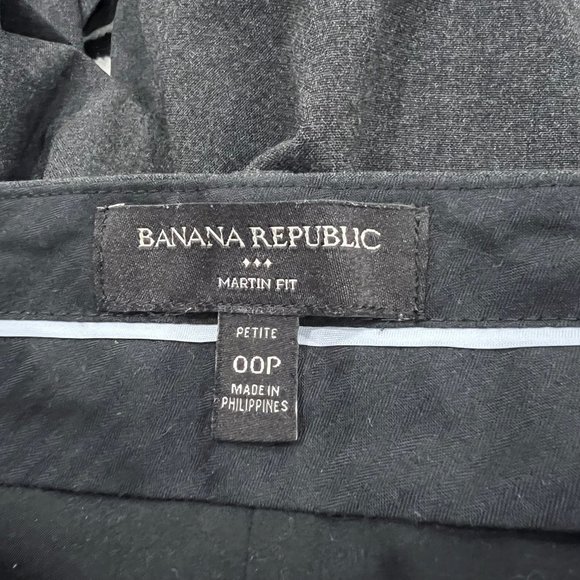 BANANA REPUBLIC
MARTIN FIT
PETITE
00P
MADE IN
PHILIPPINES